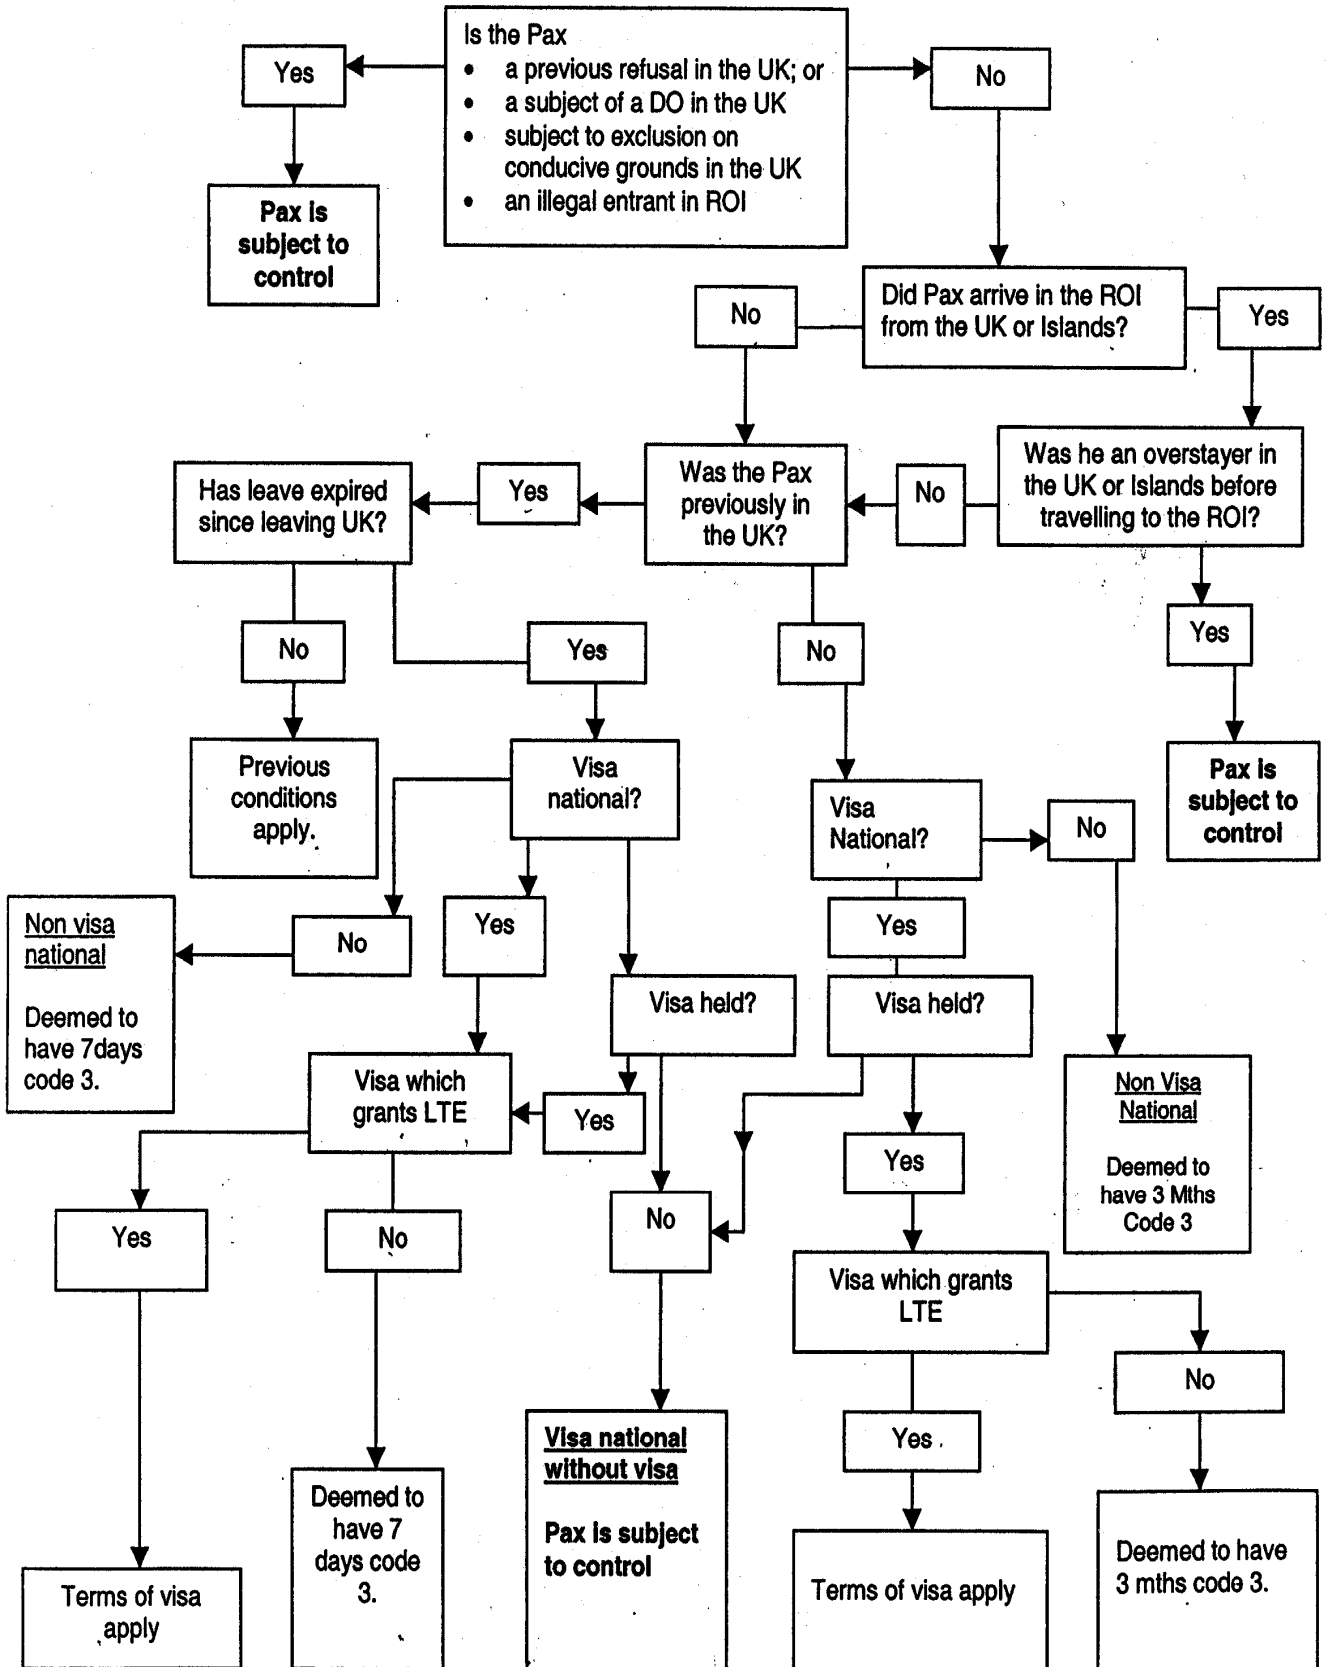 Is the Pax
• a previous refusal in the UK; or
• a subject of a DO in the UK
• subject to exclusion on
conducive grounds in the UK
• an illegal entrant in ROI
Yes
No
Pax is
subject to
control
Did Pax arrive in the ROI
from the UK or Islands?
No
Yes
Was he an overstayer in
the UK or Islands before
travelling to the ROI?
No
Was the Pax
previously in
the UK?
Yes
Has leave expired
since leaving UK?
Yes
Pax is
subject to
control
No
Yes
No
Previous
conditions
apply.
Visa
national?
Visa
National?
No
Non visa
national
Deemed to
have 7days
code 3.
No
Yes
Yes
Visa held?
Visa held?
Non Visa
National
Deemed to
have 3 Mths
Code 3
Visa which
grants LTE
Yes
Yes
Yes
No
No
Visa which grants
LTE
No
Yes
Visa national
without visa
Pax is subject
to control
Deemed to
have 7
days code
3.
Terms of visa
apply
Terms of visa apply
Deemed to have
3 mths code 3.